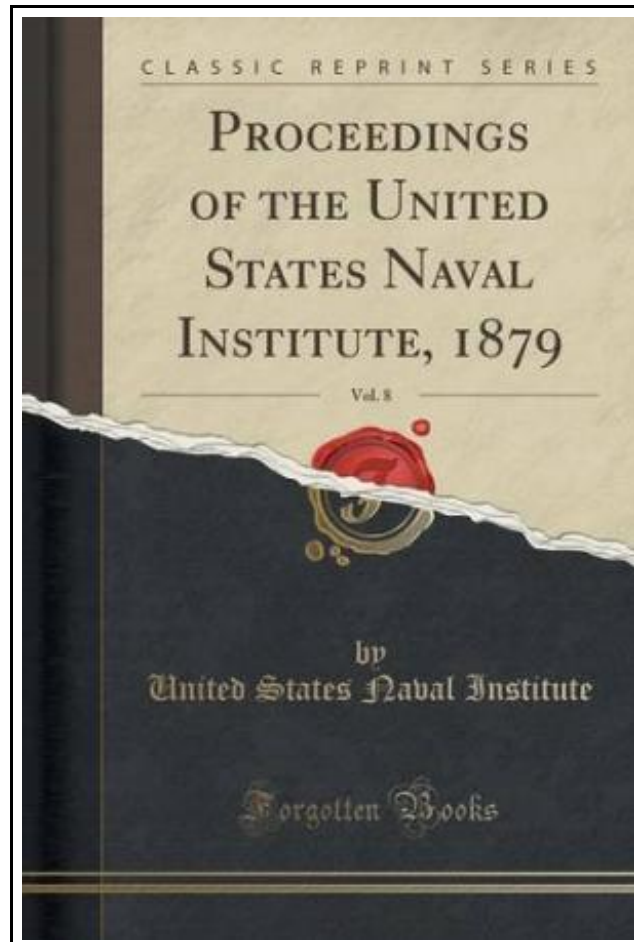 CLASSIC REPRINT SERIES
PROCEEDINGS
OF THE UNITED
STATES NAVAL
INSTITUTE, 1879
Vol. 8
by
United States Naval Institute
Forgotten Books